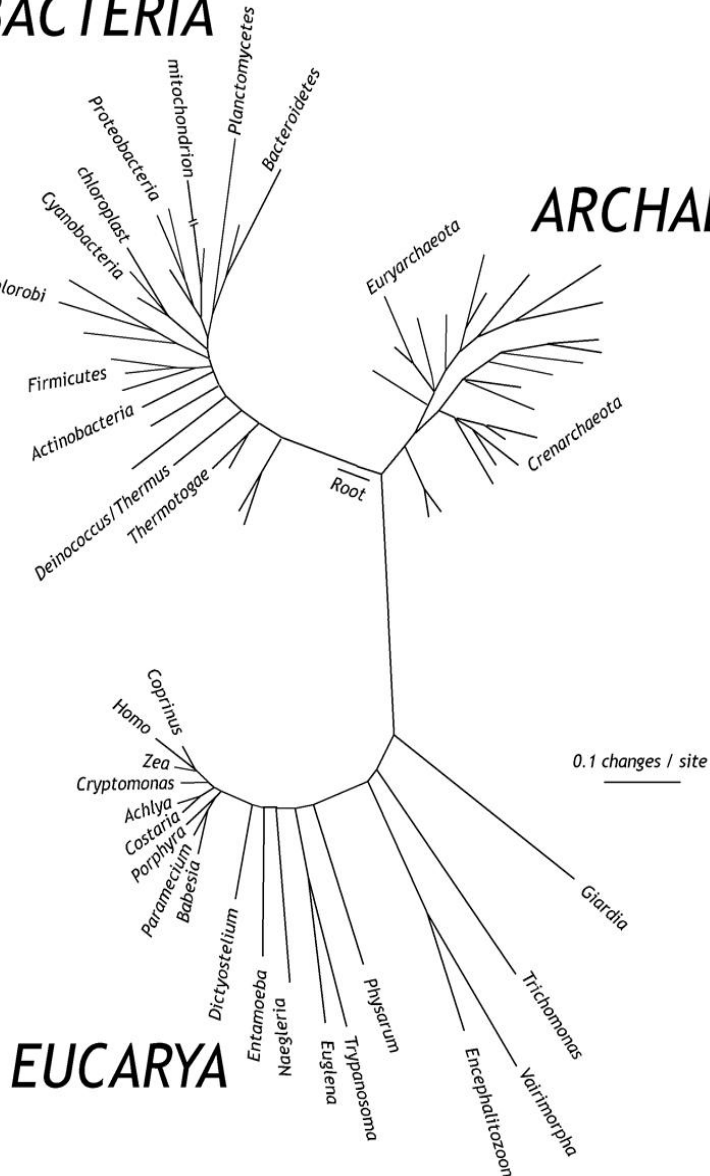 BACTERIA
Planctomycetes
mitochondrion
Bacteroidetes
Proteobacteria
chloroplast
Cyanobacteria
lorobi
Firmicutes
Actinobacteria
Deinococcus/Thermus
Thermotogae
Root
ARCHAE
Euryarchaeota
Crenarchaeota
0.1 changes / site
Coprinus
Homo
Zea
Cryptomonas
Achlya
Costaria
Porphyra
Paramecium
Babesia
Dictyostelium
Entamoeba
Naegleria
Euglena
Trypanosoma
Physarum
Encephalitozoon
Vairimorpha
Trichomonas
Giardia
EUCARYA